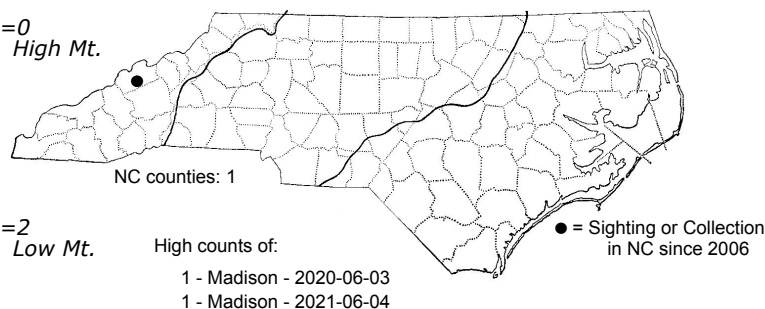 =0
High Mt.
NC counties: 1
=2
Low Mt.
High counts of:
1 - Madison - 2020-06-03
1 - Madison - 2021-06-04
● = Sighting or Collection
in NC since 2006